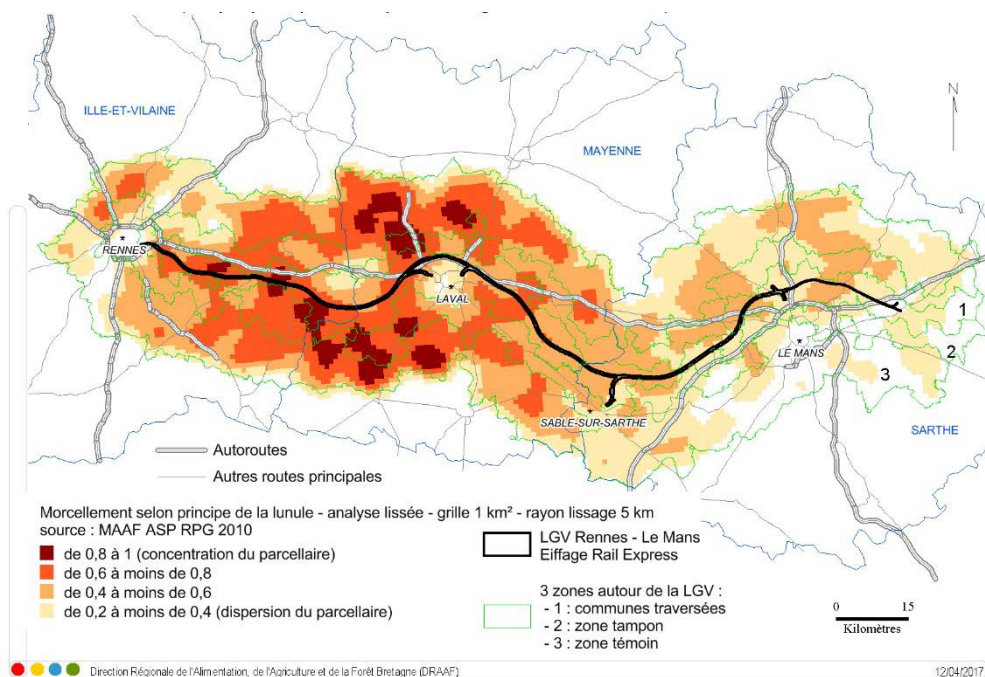 ILLE-ET-VILAINE
MAYENNE
N
RENNES
LAVAL
1
LE MANS
2
3
SABLE-SUR-SARTHE
SARTHE
Autoroutes
Autres routes principales
Morcellement selon principe de la lunule - analyse lissée - grille 1 km² - rayon lissage 5 km
source : MAAF ASP RPG 2010
de 0,8 à 1 (concentration du parcellaire)
de 0,6 à moins de 0,8
de 0,4 à moins de 0,6
de 0,2 à moins de 0,4 (dispersion du parcellaire)
LGV Rennes - Le Mans
Eiffage Rail Express
3 zones autour de la LGV :
- 1 : communes traversées
- 2 : zone tampon
- 3 : zone témoin
0 15
Kilomètres
Direction Régionale de l'Alimentation, de l'Agriculture et de la Forêt Bretagne (DRAAF)
12/04/2017